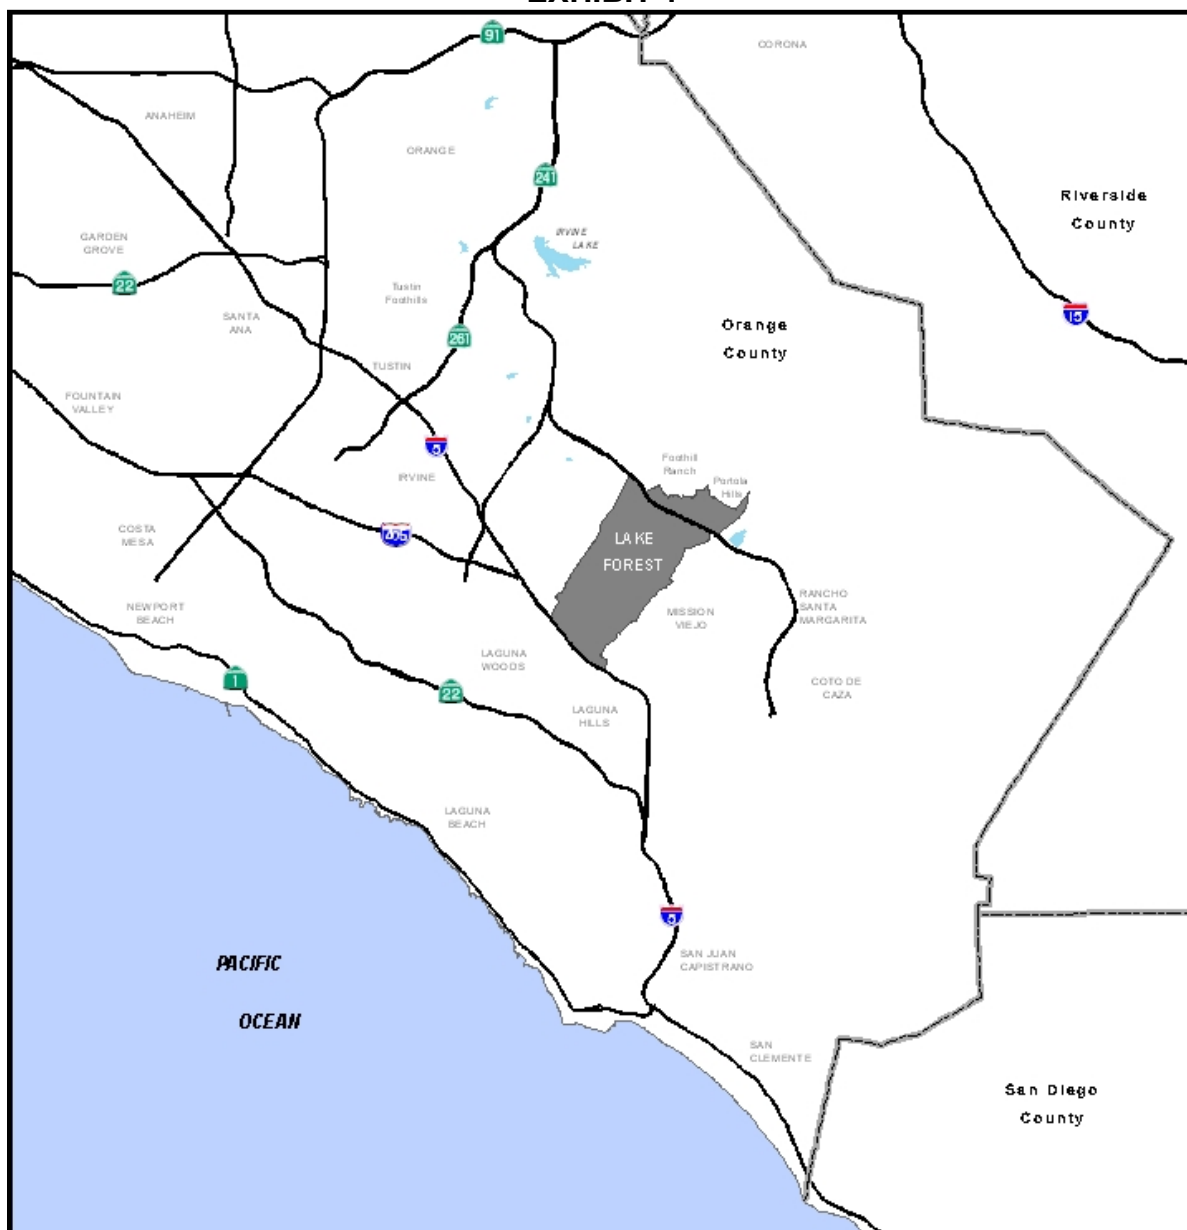 91
CORONA
ANAHEIM
ORANGE
241
Riverside
County
GARDEN
GROVE
IRVINE
LAKE
22
Tustin
Foothills
SANTA
ANA
15
Orange
County
261
TUSTIN
FOUNTAIN
VALLEY
5
Foothill
Ranch
IRVINE
Portola
Hills
COSTA
MESA
405
LAKE
FOREST
NEWPORT
BEACH
MISSION
VIEJO
RANCHO
SANTA
MARGARITA
LAGUNA
WOODS
1
22
COTO DE
CAZA
LAGUNA
HILLS
LAGUNA
BEACH
5
PACIFIC
OCEAN
SAN JUAN
CAPISTRANO
SAN
CLEMENTE
San Diego
County